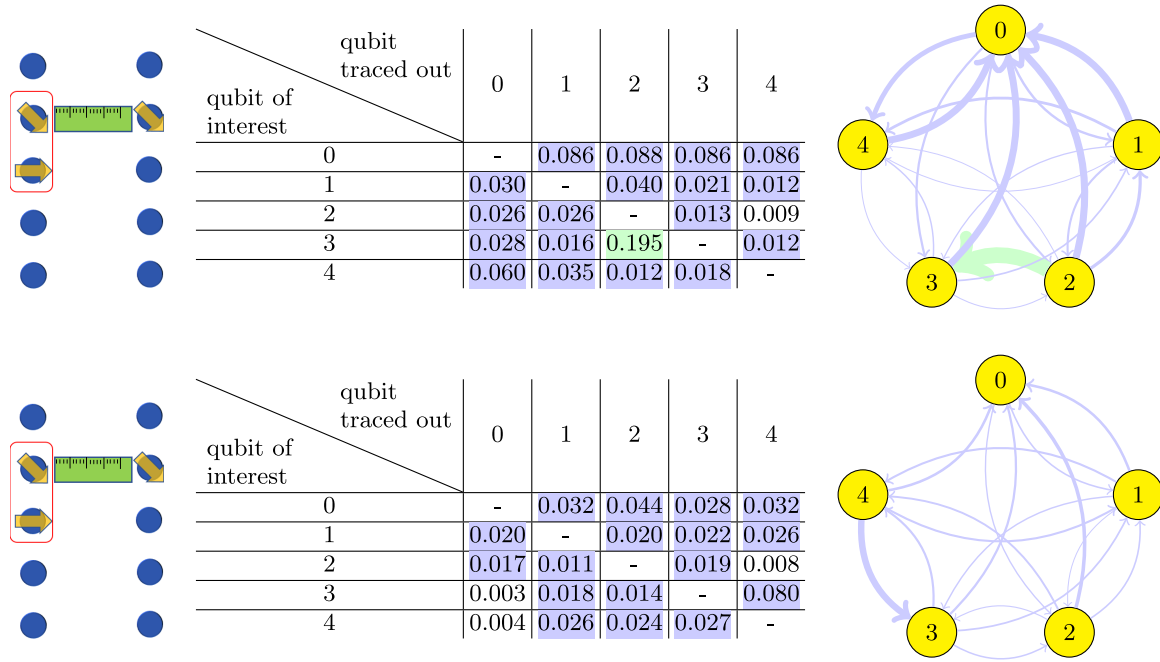 qubit
traced out
qubit of
interest
0 1 2 3 4
0 - 0.086 0.088 0.086 0.086
1 0.030 - 0.040 0.021 0.012
2 0.026 0.026 - 0.013 0.009
3 0.028 0.016 0.195 - 0.012
4 0.060 0.035 0.012 0.018 -
0
4
1
3
2
qubit
traced out
qubit of
interest
0 1 2 3 4
0 - 0.032 0.044 0.028 0.032
1 0.020 - 0.020 0.022 0.026
2 0.017 0.011 - 0.019 0.008
3 0.003 0.018 0.014 - 0.080
4 0.004 0.026 0.024 0.027 -
0
4
1
3
2